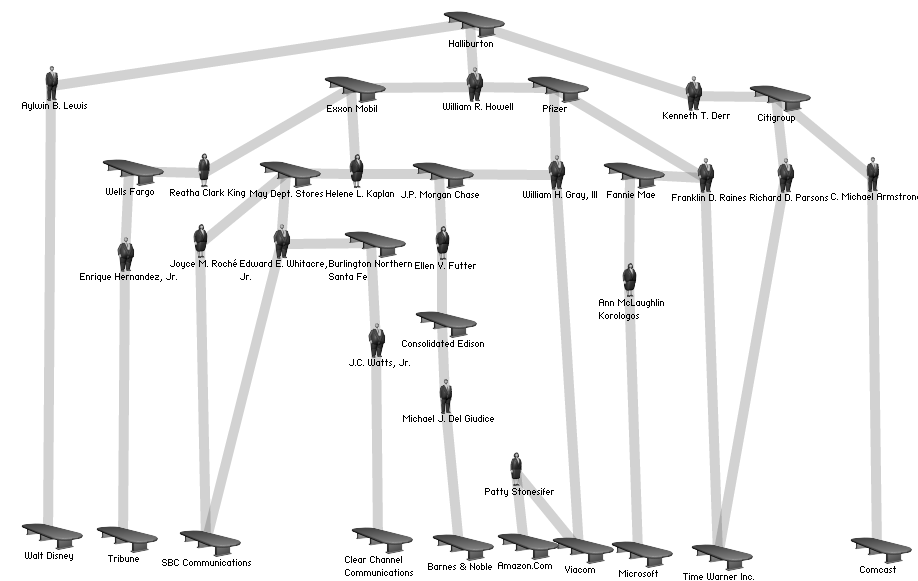 Halliburton
Aylwin B. Lewis
Exxon Mobil
William R. Howell
Pfizer
Kenneth T. Derr
Citigroup
Wells Fargo
Reatha Clark King
May Dept. Stores
Helene L. Kaplan
J.P. Morgan Chase
William H. Gray, III
Fannie Mae
Franklin D. Raines
Richard D. Parsons
C. Michael Armstron
Enrique Hernandez, Jr.
Joyce M. Roché
Edward E. Whitacre,
Jr.
Burlington Northern
Santa Fe
Ellen V. Futter
Ann McLaughlin
Korologos
J.C. Watts, Jr.
Consolidated Edison
Michael J. Del Giudice
Patty Stonesifer
Walt Disney
Tribune
SBC Communications
Clear Channel
Communications
Barnes & Noble
Amazon.Com
Viacom
Microsoft
Time Warner Inc.
Comcast